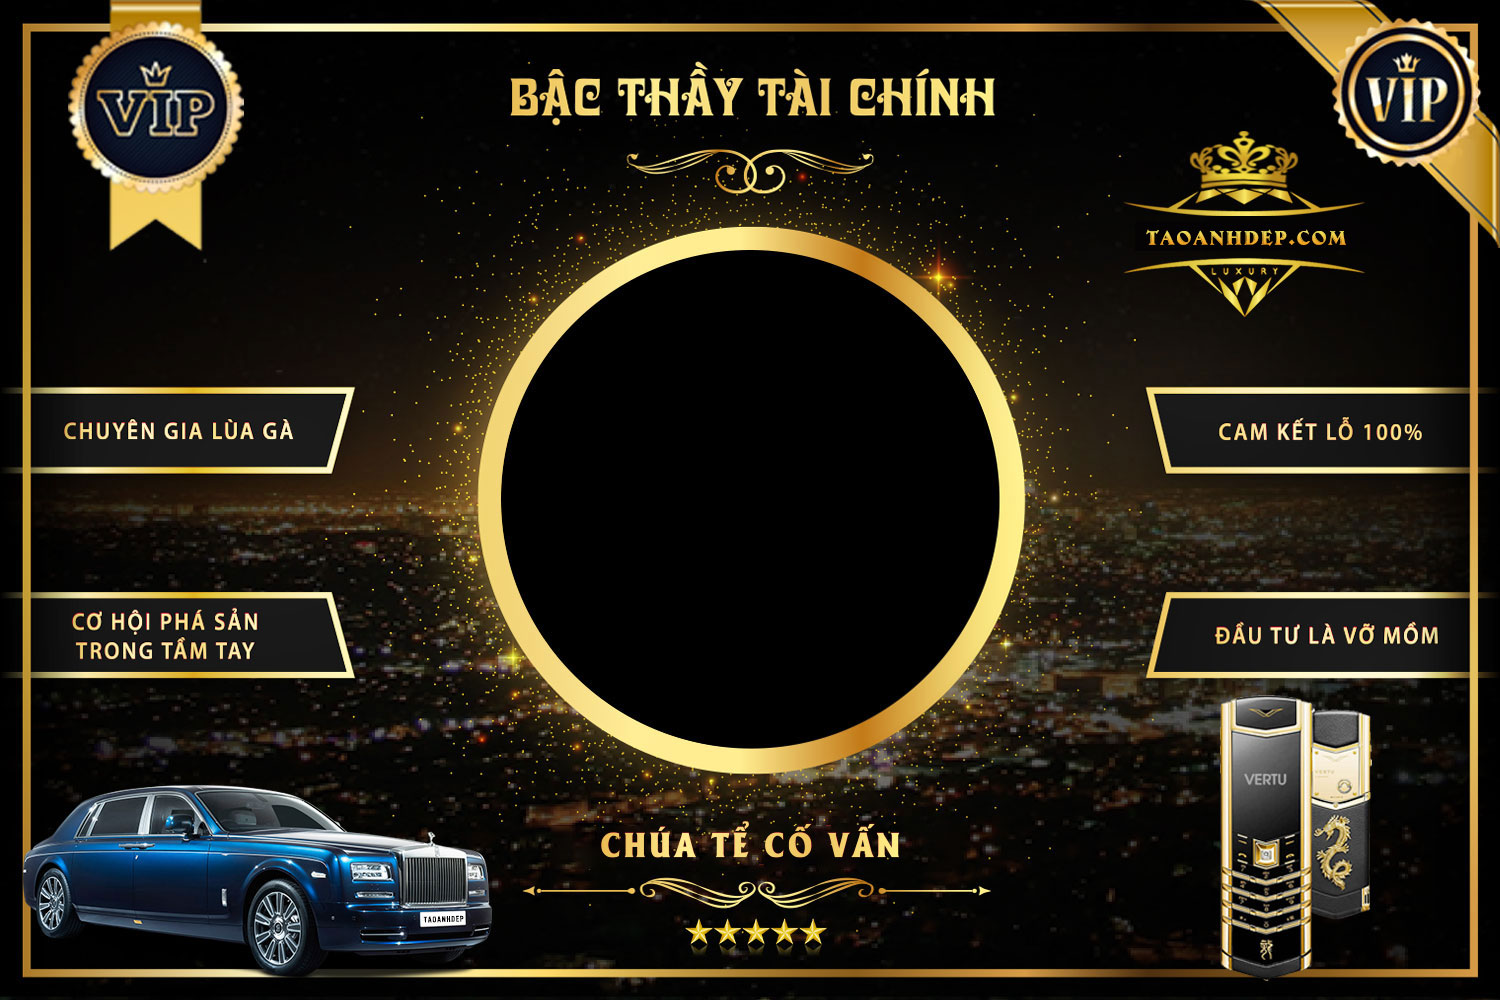 VIP
BẬC THẦY TÀI CHÍNH
VIP
TAOANHDEP.COM
LUXURY
CHUYÊN GIA LÙA GÀ
CAM KẾT LỖ 100%
CƠ HỘI PHÁ SẢN
TRONG TẦM TAY
ĐẦU TƯ LÀ VỠ MỒM
VERTU
VERTU
CHÚA TỂ CỐ VẤN
TAOANHDEP